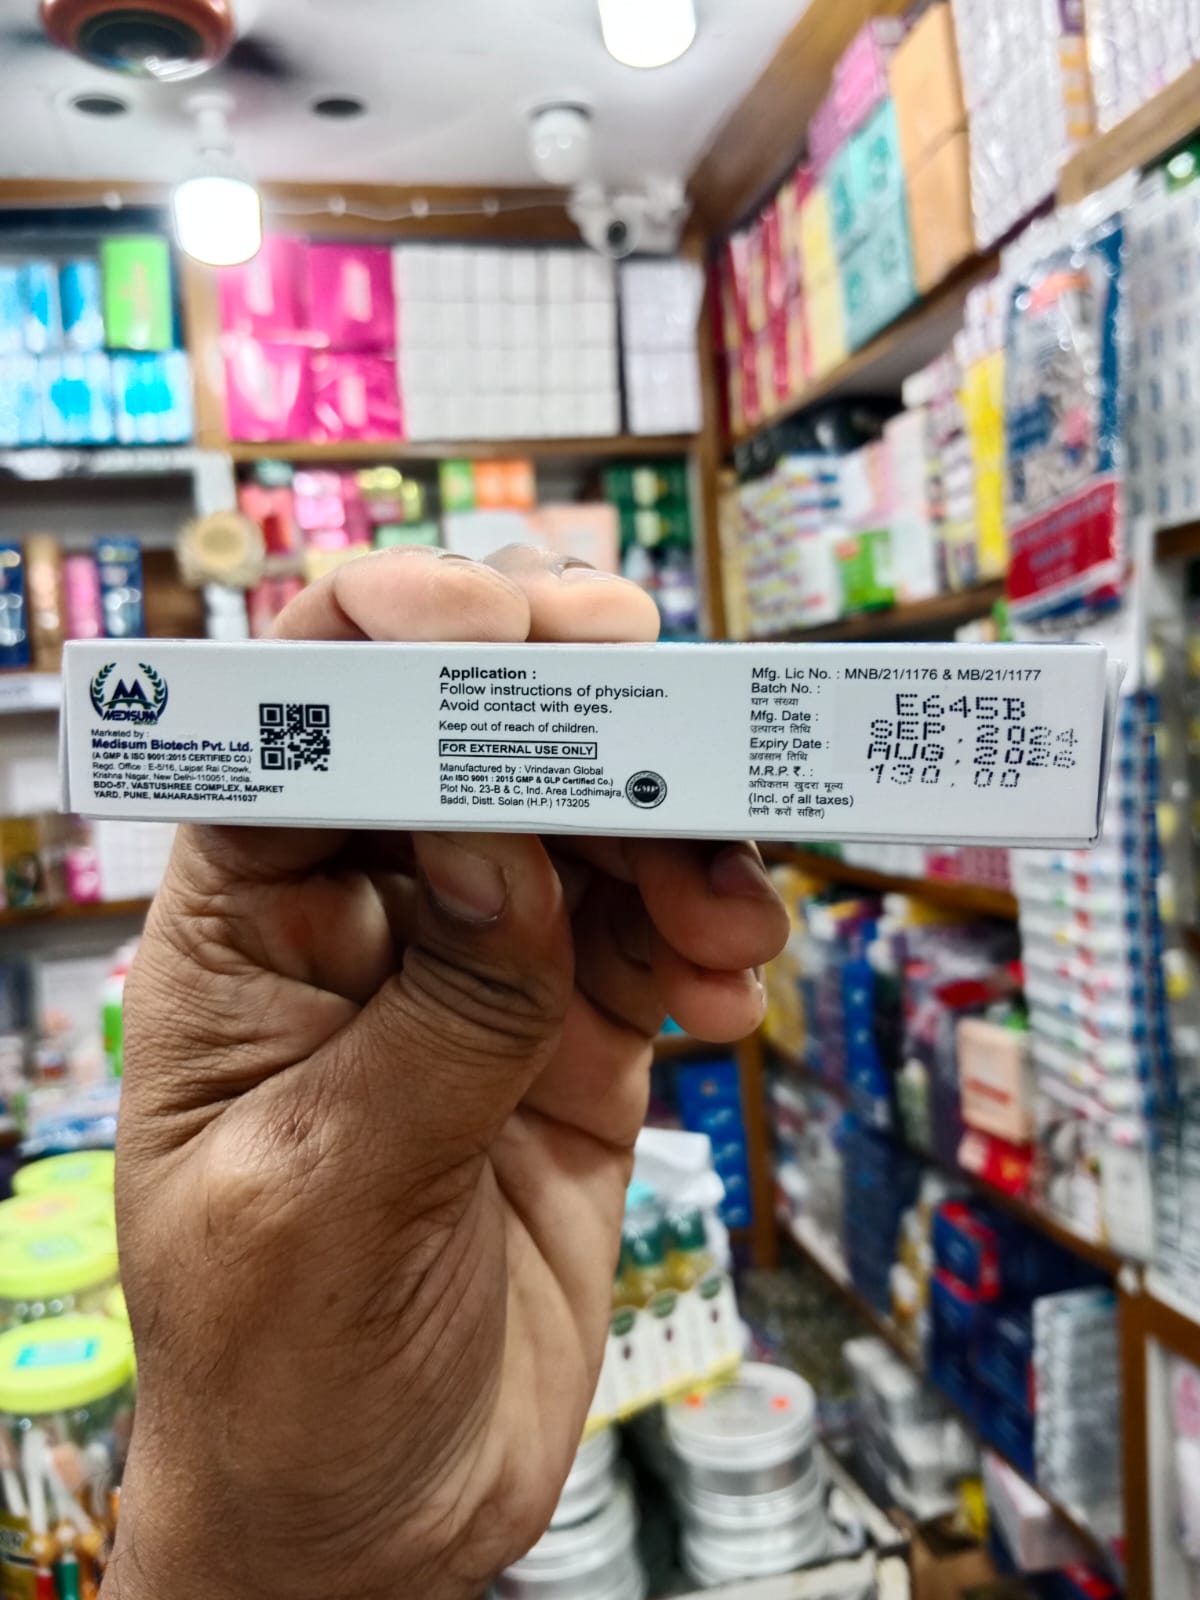 MEDISUM
BIOTECH
Marketed by :
Medisum Biotech Pvt. Ltd.
(A GMP & ISO 9001:2015 CERTIFIED CO.)
Regd. Office : E-5/16, Lajpat Rai Chowk,
Krishna Nagar, New Delhi-110051, India.
BDO-57, VASTUSHREE COMPLEX, MARKET
YARD, PUNE, MAHARASHTRA-411037
Application :
Follow instructions of physician.
Avoid contact with eyes.
Keep out of reach of children.
FOR EXTERNAL USE ONLY
Manufactured by : Vrindavan Global
(An ISO 9001 : 2015 GMP & GLP Certified Co.)
Plot No. 23-B & C, Ind. Area Lodhimajra,
Baddi, Distt. Solan (H.P.) 173205
GMP
Mfg. Lic No. : MNB/21/1176 & MB/21/1177
Batch No. : E645B
घान संख्या
Mfg. Date : SEP.2024
उत्पादन तिथि
Expiry Date : AUG.2026
अवसान तिथि
M.R.P. ₹. : 130.00
अधिकतम खुदरा मूल्य
(Incl. of all taxes)
(सभी करों सहित)